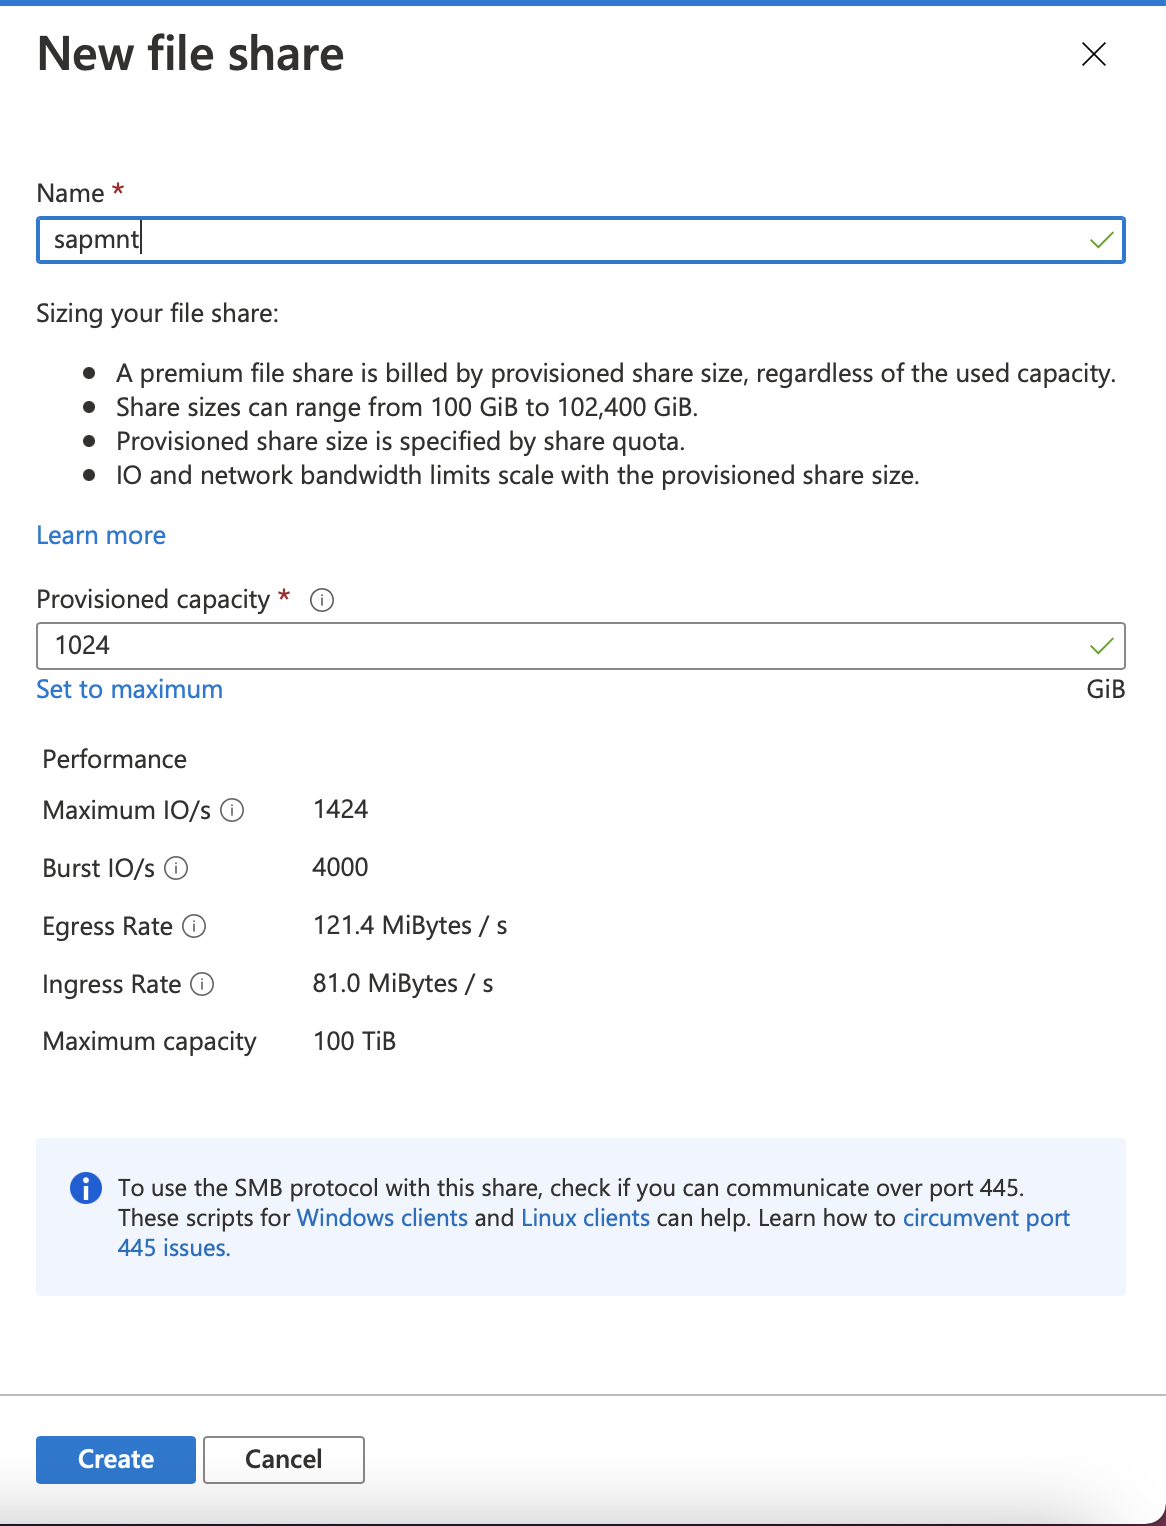 New file share
Name *
sapmnt
Sizing your file share:
A premium file share is billed by provisioned share size, regardless of the used capacity.
Share sizes can range from 100 GiB to 102,400 GiB.
Provisioned share size is specified by share quota.
IO and network bandwidth limits scale with the provisioned share size.
Learn more
Provisioned capacity *
1024
Set to maximum GiB
Performance
Maximum IO/s 1424
Burst IO/s 4000
Egress Rate 121.4 MiBytes / s
Ingress Rate 81.0 MiBytes / s
Maximum capacity 100 TiB
To use the SMB protocol with this share, check if you can communicate over port 445.
These scripts for Windows clients and Linux clients can help. Learn how to circumvent port
445 issues.
Create Cancel